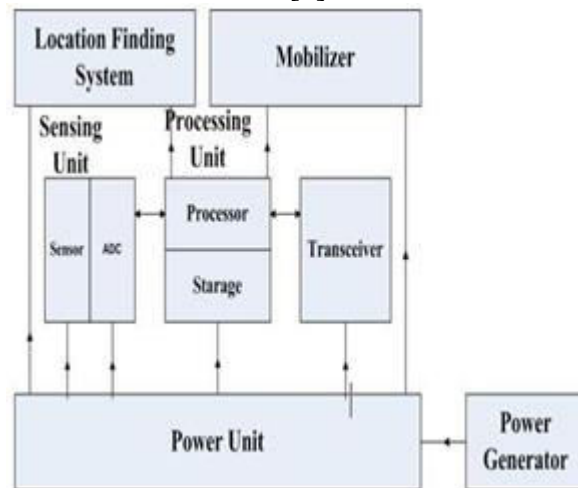 Location Finding
System
Mobilizer
Sensing
Unit
Processing
Unit
Sensor
ADC
Processor
Starage
Transceiver
Power Unit
Power
Generator